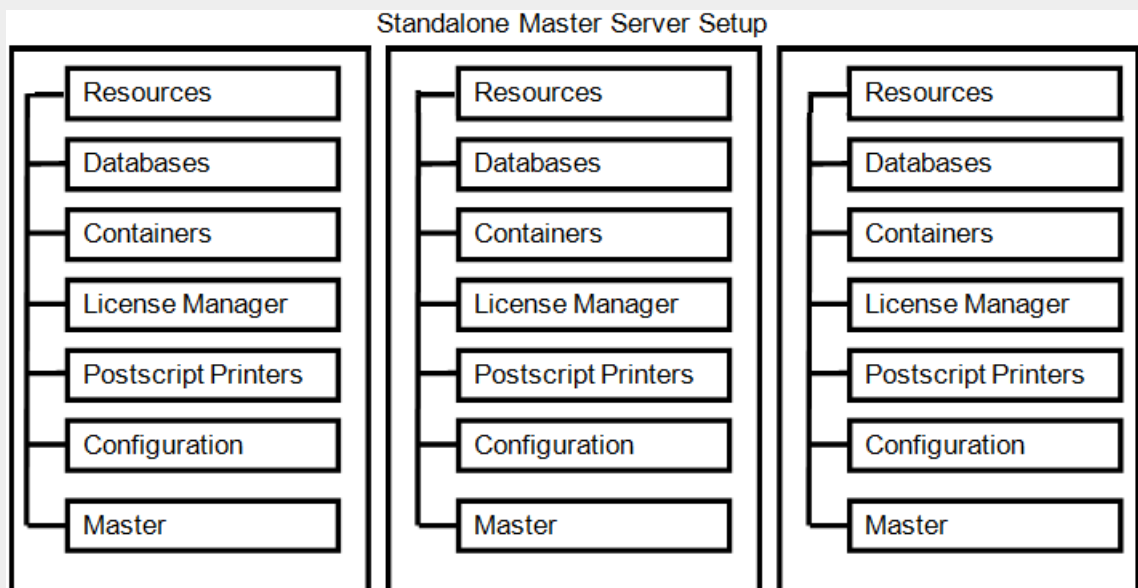 Standalone Master Server Setup
Resources
Databases
Containers
License Manager
Postscript Printers
Configuration
Master
Resources
Databases
Containers
License Manager
Postscript Printers
Configuration
Master
Resources
Databases
Containers
License Manager
Postscript Printers
Configuration
Master